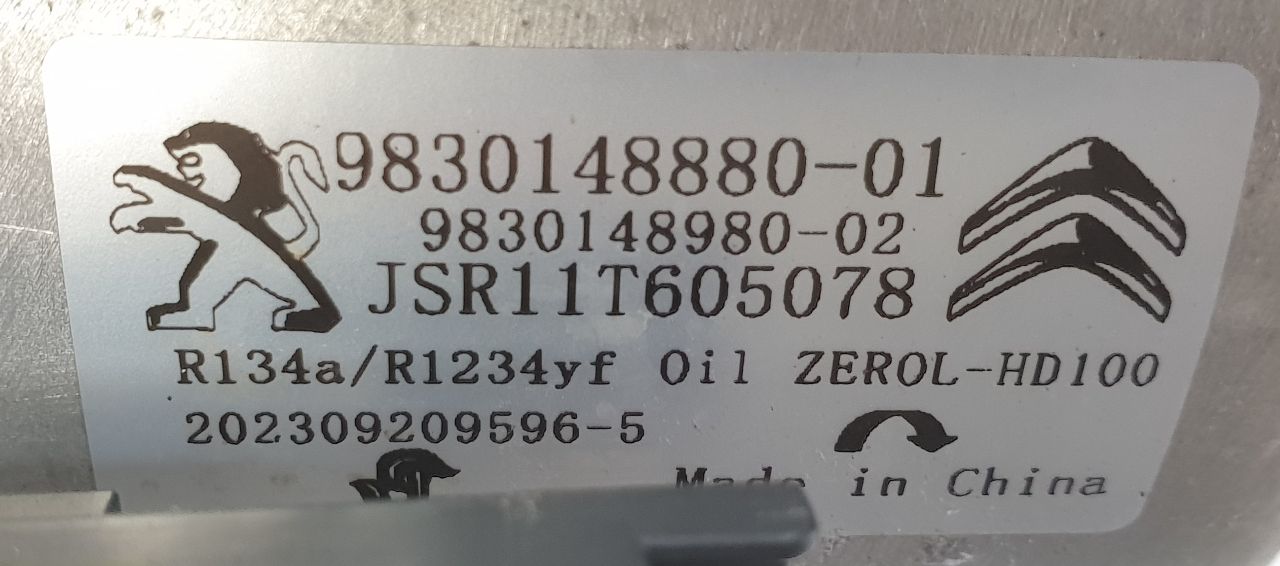 9830148880-01
9830148980-02
JSR11T605078
R134a/R1234yf Oil ZEROL-HD100
202309209596-5
Made in China